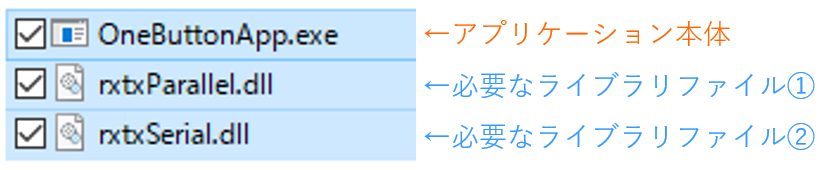 OneButtonApp.exe ←アプリケーション本体
rxtxParallel.dll ←必要なライブラリファイル①
rxtxSerial.dll ←必要なライブラリファイル②